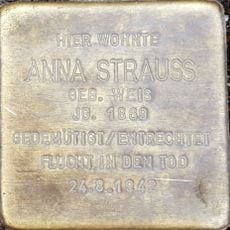 HIER WOHNTE
ANNA STRAUSS
GEB. WEIS
JG. 1869
GEDEMÜTIGT/ENTRECHTET
FLUCHT IN DEN TOD
24.8.1942